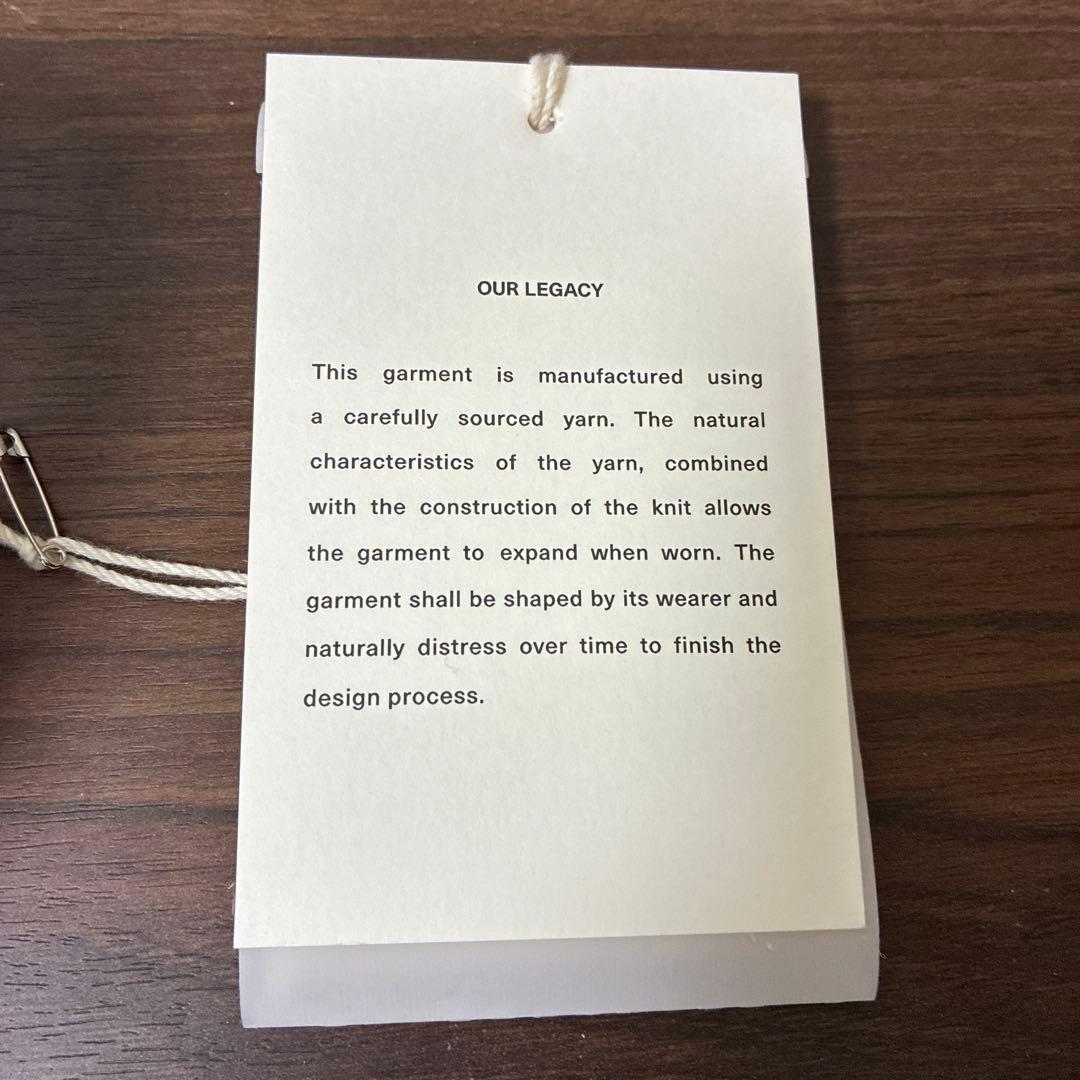 OUR LEGACY
This garment is manufactured using
a carefully sourced yarn. The natural
characteristics of the yarn, combined
with the construction of the knit allows
the garment to expand when worn. The
garment shall be shaped by its wearer and
naturally distress over time to finish the
design process.